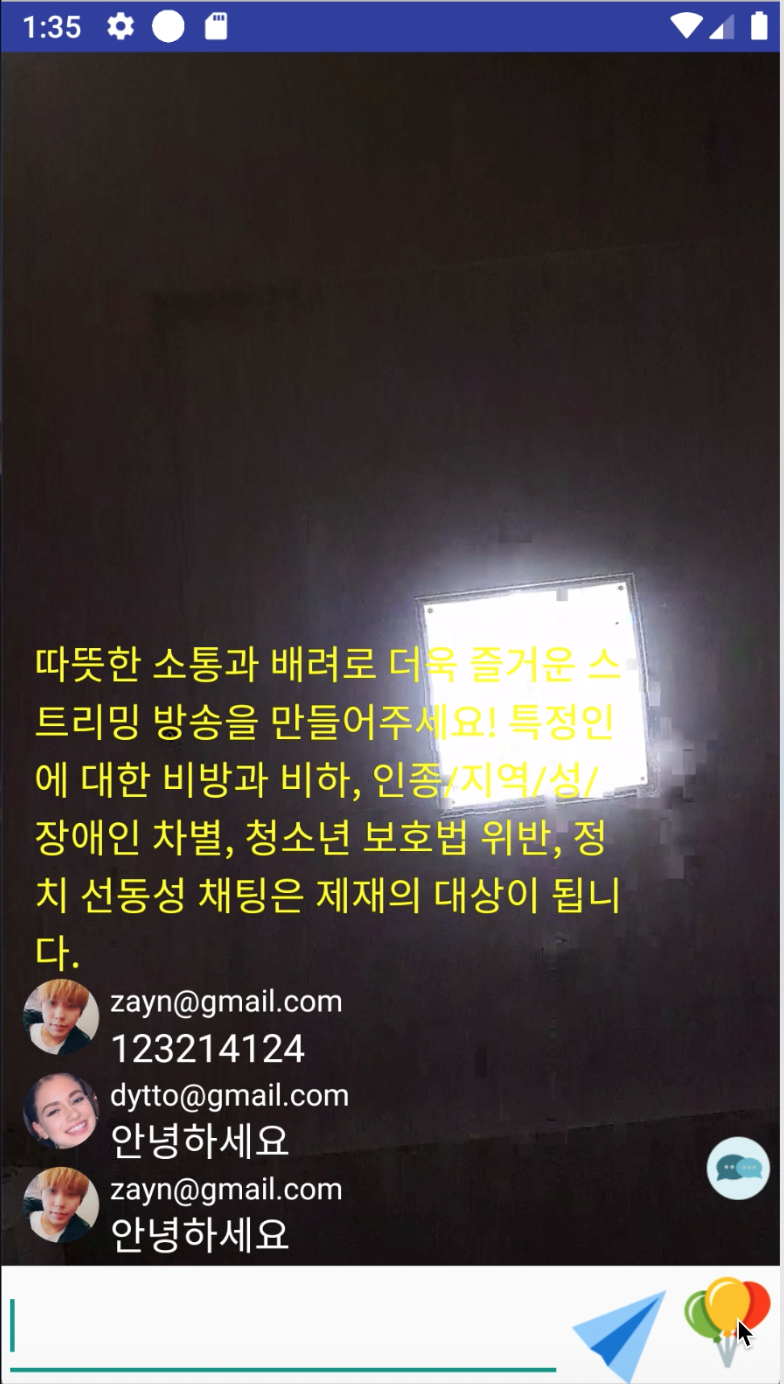 1:35
따뜻한 소통과 배려로 더욱 즐거운 스
트리밍 방송을 만들어주세요! 특정인
에 대한 비방과 비하, 인종/지역/성/
장애인 차별, 청소년 보호법 위반, 정
치 선동성 채팅은 제재의 대상이 됩니
다.
zayn@gmail.com
123214124
dytto@gmail.com
안녕하세요
zayn@gmail.com
안녕하세요